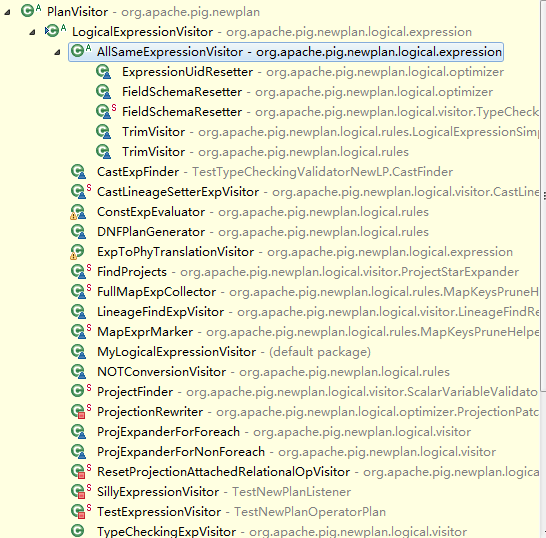 PlanVisitor - org.apache.pig.newplan
LogicalExpressionVisitor - org.apache.pig.newplan.logical.expression
AllSameExpressionVisitor - org.apache.pig.newplan.logical.expression
ExpressionUidResetter - org.apache.pig.newplan.logical.optimizer
FieldSchemaResetter - org.apache.pig.newplan.logical.optimizer
FieldSchemaResetter - org.apache.pig.newplan.logical.visitor.TypeCheck
TrimVisitor - org.apache.pig.newplan.logical.rules.LogicalExpressionSimp
TrimVisitor - org.apache.pig.newplan.logical.rules
CastExpFinder - TestTypeCheckingValidatorNewLP.CastFinder
CastLineageSetterExpVisitor - org.apache.pig.newplan.logical.visitor.CastLine
ConstExpEvaluator - org.apache.pig.newplan.logical.rules
DNFPlanGenerator - org.apache.pig.newplan.logical.rules
ExpToPhyTranslationVisitor - org.apache.pig.newplan.logical.expression
FindProjects - org.apache.pig.newplan.logical.visitor.ProjectStarExpander
FullMapExpCollector - org.apache.pig.newplan.logical.rules.MapKeysPruneH
LineageFindExpVisitor - org.apache.pig.newplan.logical.visitor.LineageFindRe
MapExprMarker - org.apache.pig.newplan.logical.rules.MapKeysPruneHelpe
MyLogicalExpressionVisitor - (default package)
NOTConversionVisitor - org.apache.pig.newplan.logical.rules
ProjectFinder - org.apache.pig.newplan.logical.visitor.ScalarVariableValidato
ProjectionRewriter - org.apache.pig.newplan.logical.optimizer.ProjectionPatc
ProjExpanderForForeach - org.apache.pig.newplan.logical.visitor
ProjExpanderForNonForeach - org.apache.pig.newplan.logical.visitor
ResetProjectionAttachedRelationalOpVisitor - org.apache.pig.newplan.logica
SillyExpressionVisitor - TestNewPlanListener
TestExpressionVisitor - TestNewPlanOperatorPlan
TypeCheckingExpVisitor - org.apache.pig.newplan.logical.visitor